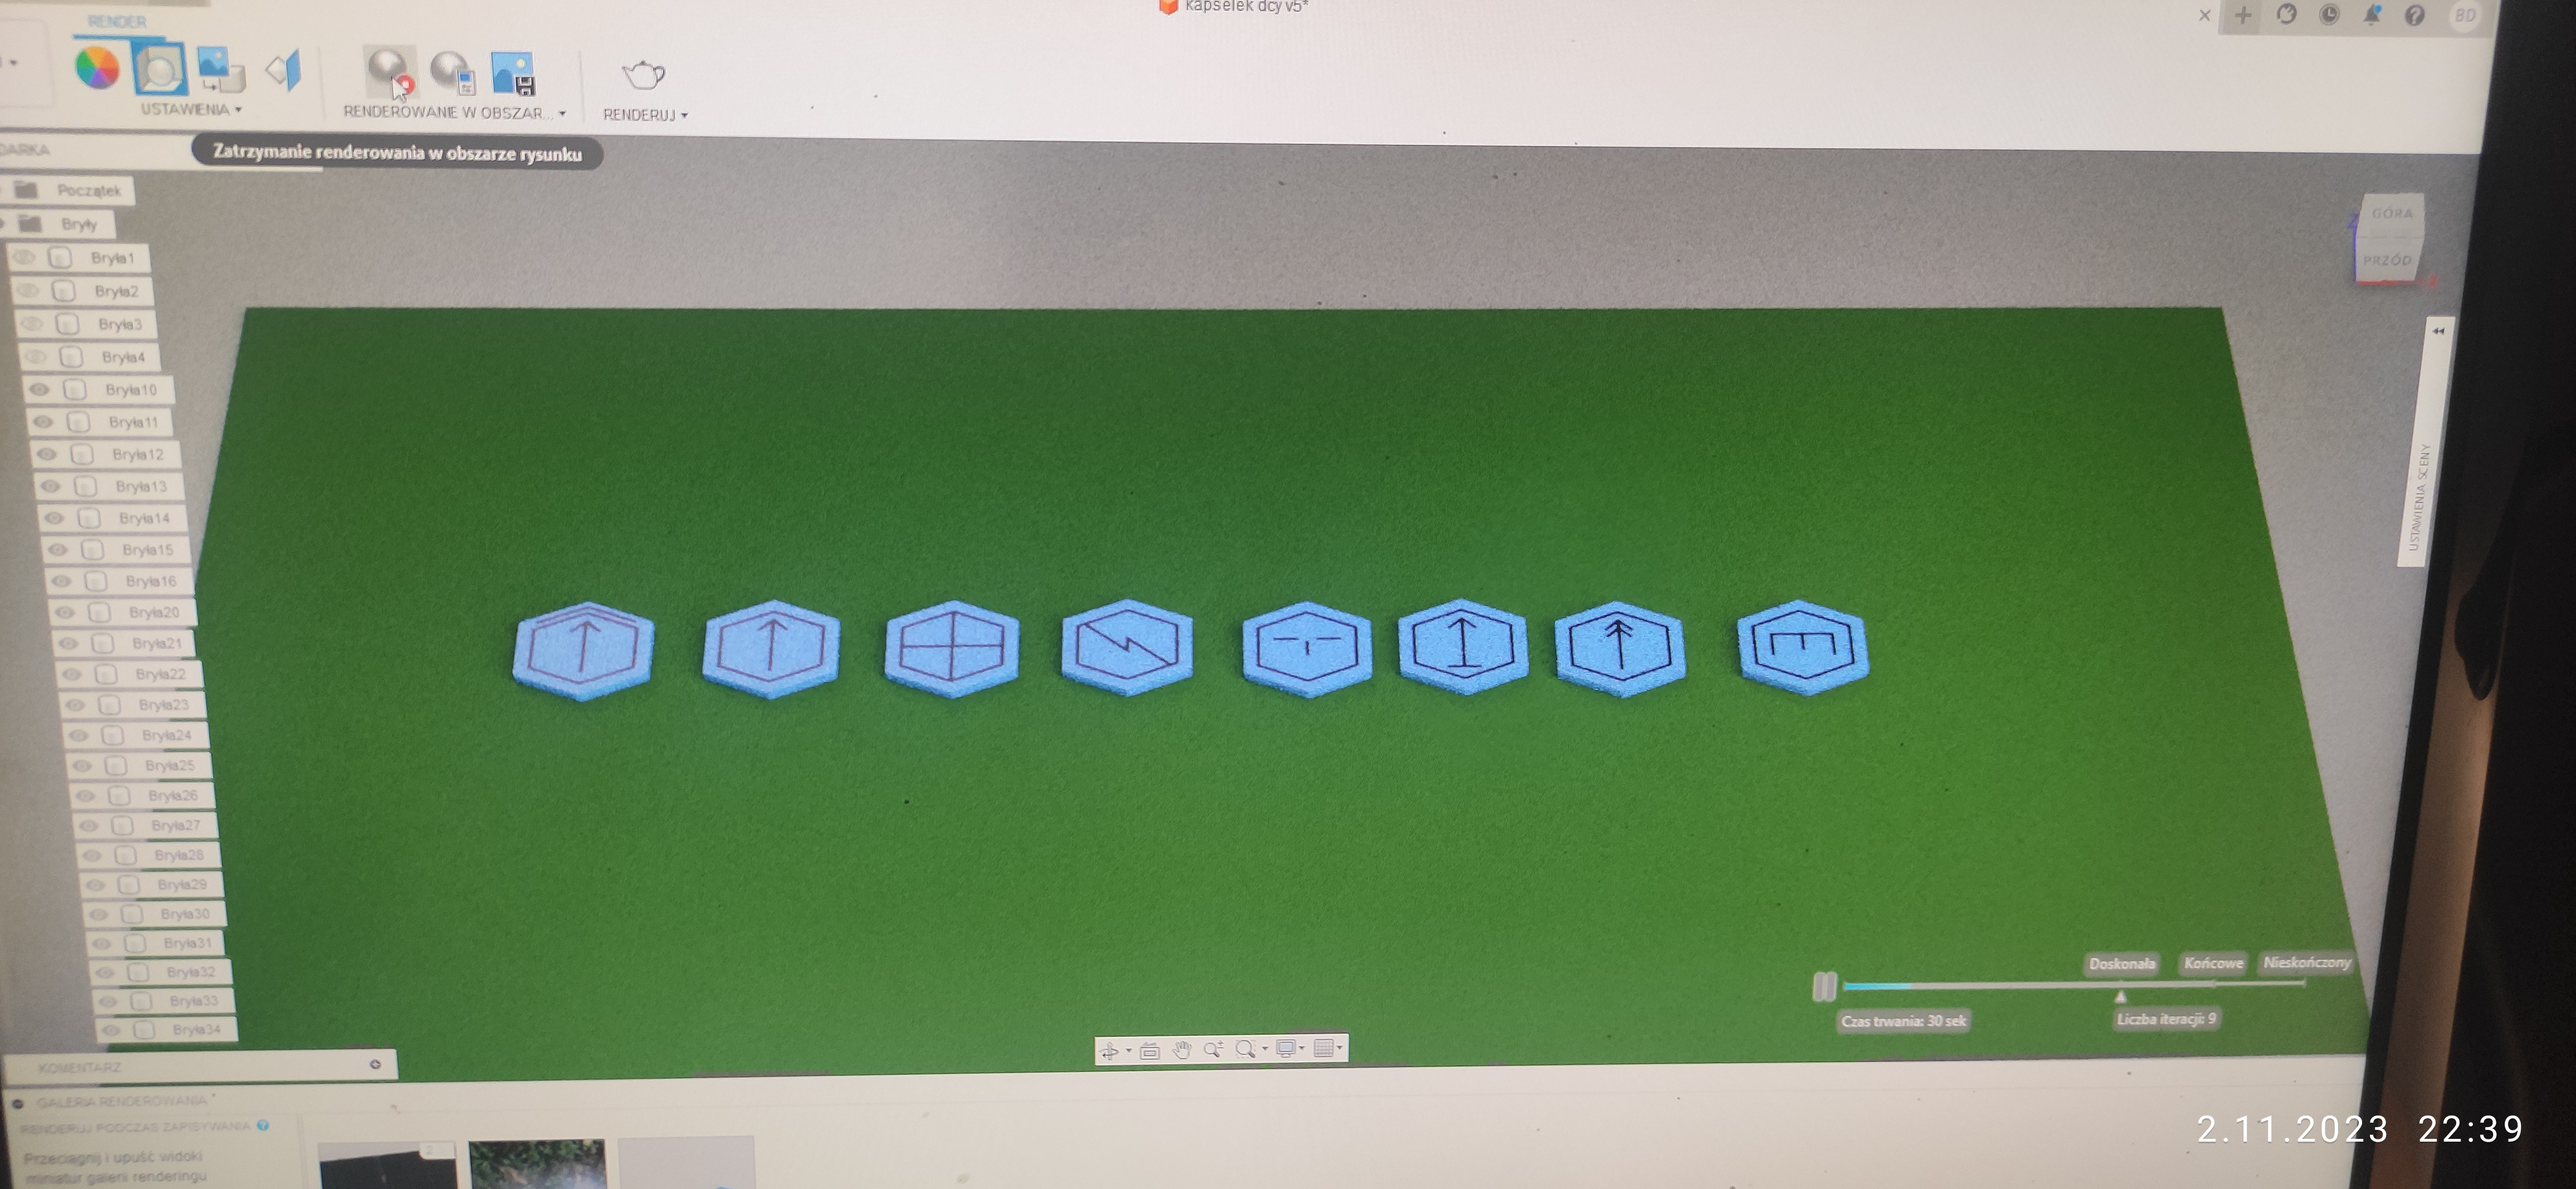 RENDER
kapselek dcy v5*
BD
USTAWIENIA
RENDEROWANIE W OBSZAR...
RENDERUJ
DARKA
Zatrzymanie renderowania w obszarze rysunku
Początek
Bryły
Bryła1
Bryła2
Bryła3
Bryła4
Bryła10
Bryła11
Bryła12
Bryła13
Bryła14
Bryła15
Bryła16
Bryła20
Bryła21
Bryła22
Bryła23
Bryła24
Bryła25
Bryła26
Bryła27
Bryła28
Bryła29
Bryła30
Bryła31
Bryła32
Bryła33
Bryła34
GÓRA
PRZÓD
USTAWIENIA SCENY
Doskonała Końcowe Nieskończony
Czas trwania: 30 sek Liczba iteracji: 9
KOMENTARZ
GALERIA RENDEROWANIA
RENDERUJ PODCZAS ZAPISYWANIA
Przeciągnij i upuść widoki
miniatur galerii renderingu
2
2.11.2023 22:39